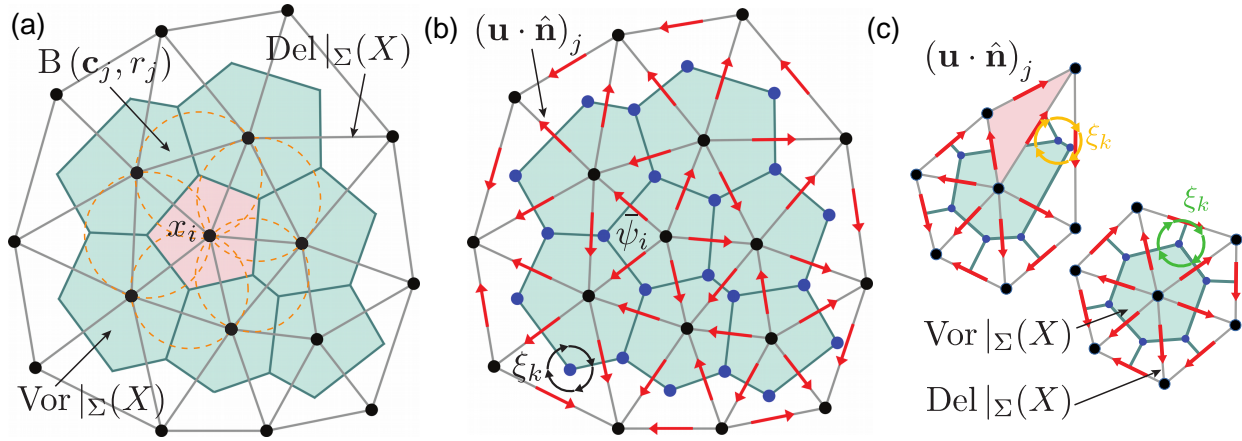 (a)
B (c_j, r_j)
Del |_Σ(X)
x_i
Vor |_Σ(X)
(b)
(u · n̂)_j
ψ̄_i
ξ_k
(c)
(u · n̂)_j
ξ_k
ξ_k
Vor |_Σ(X)
Del |_Σ(X)